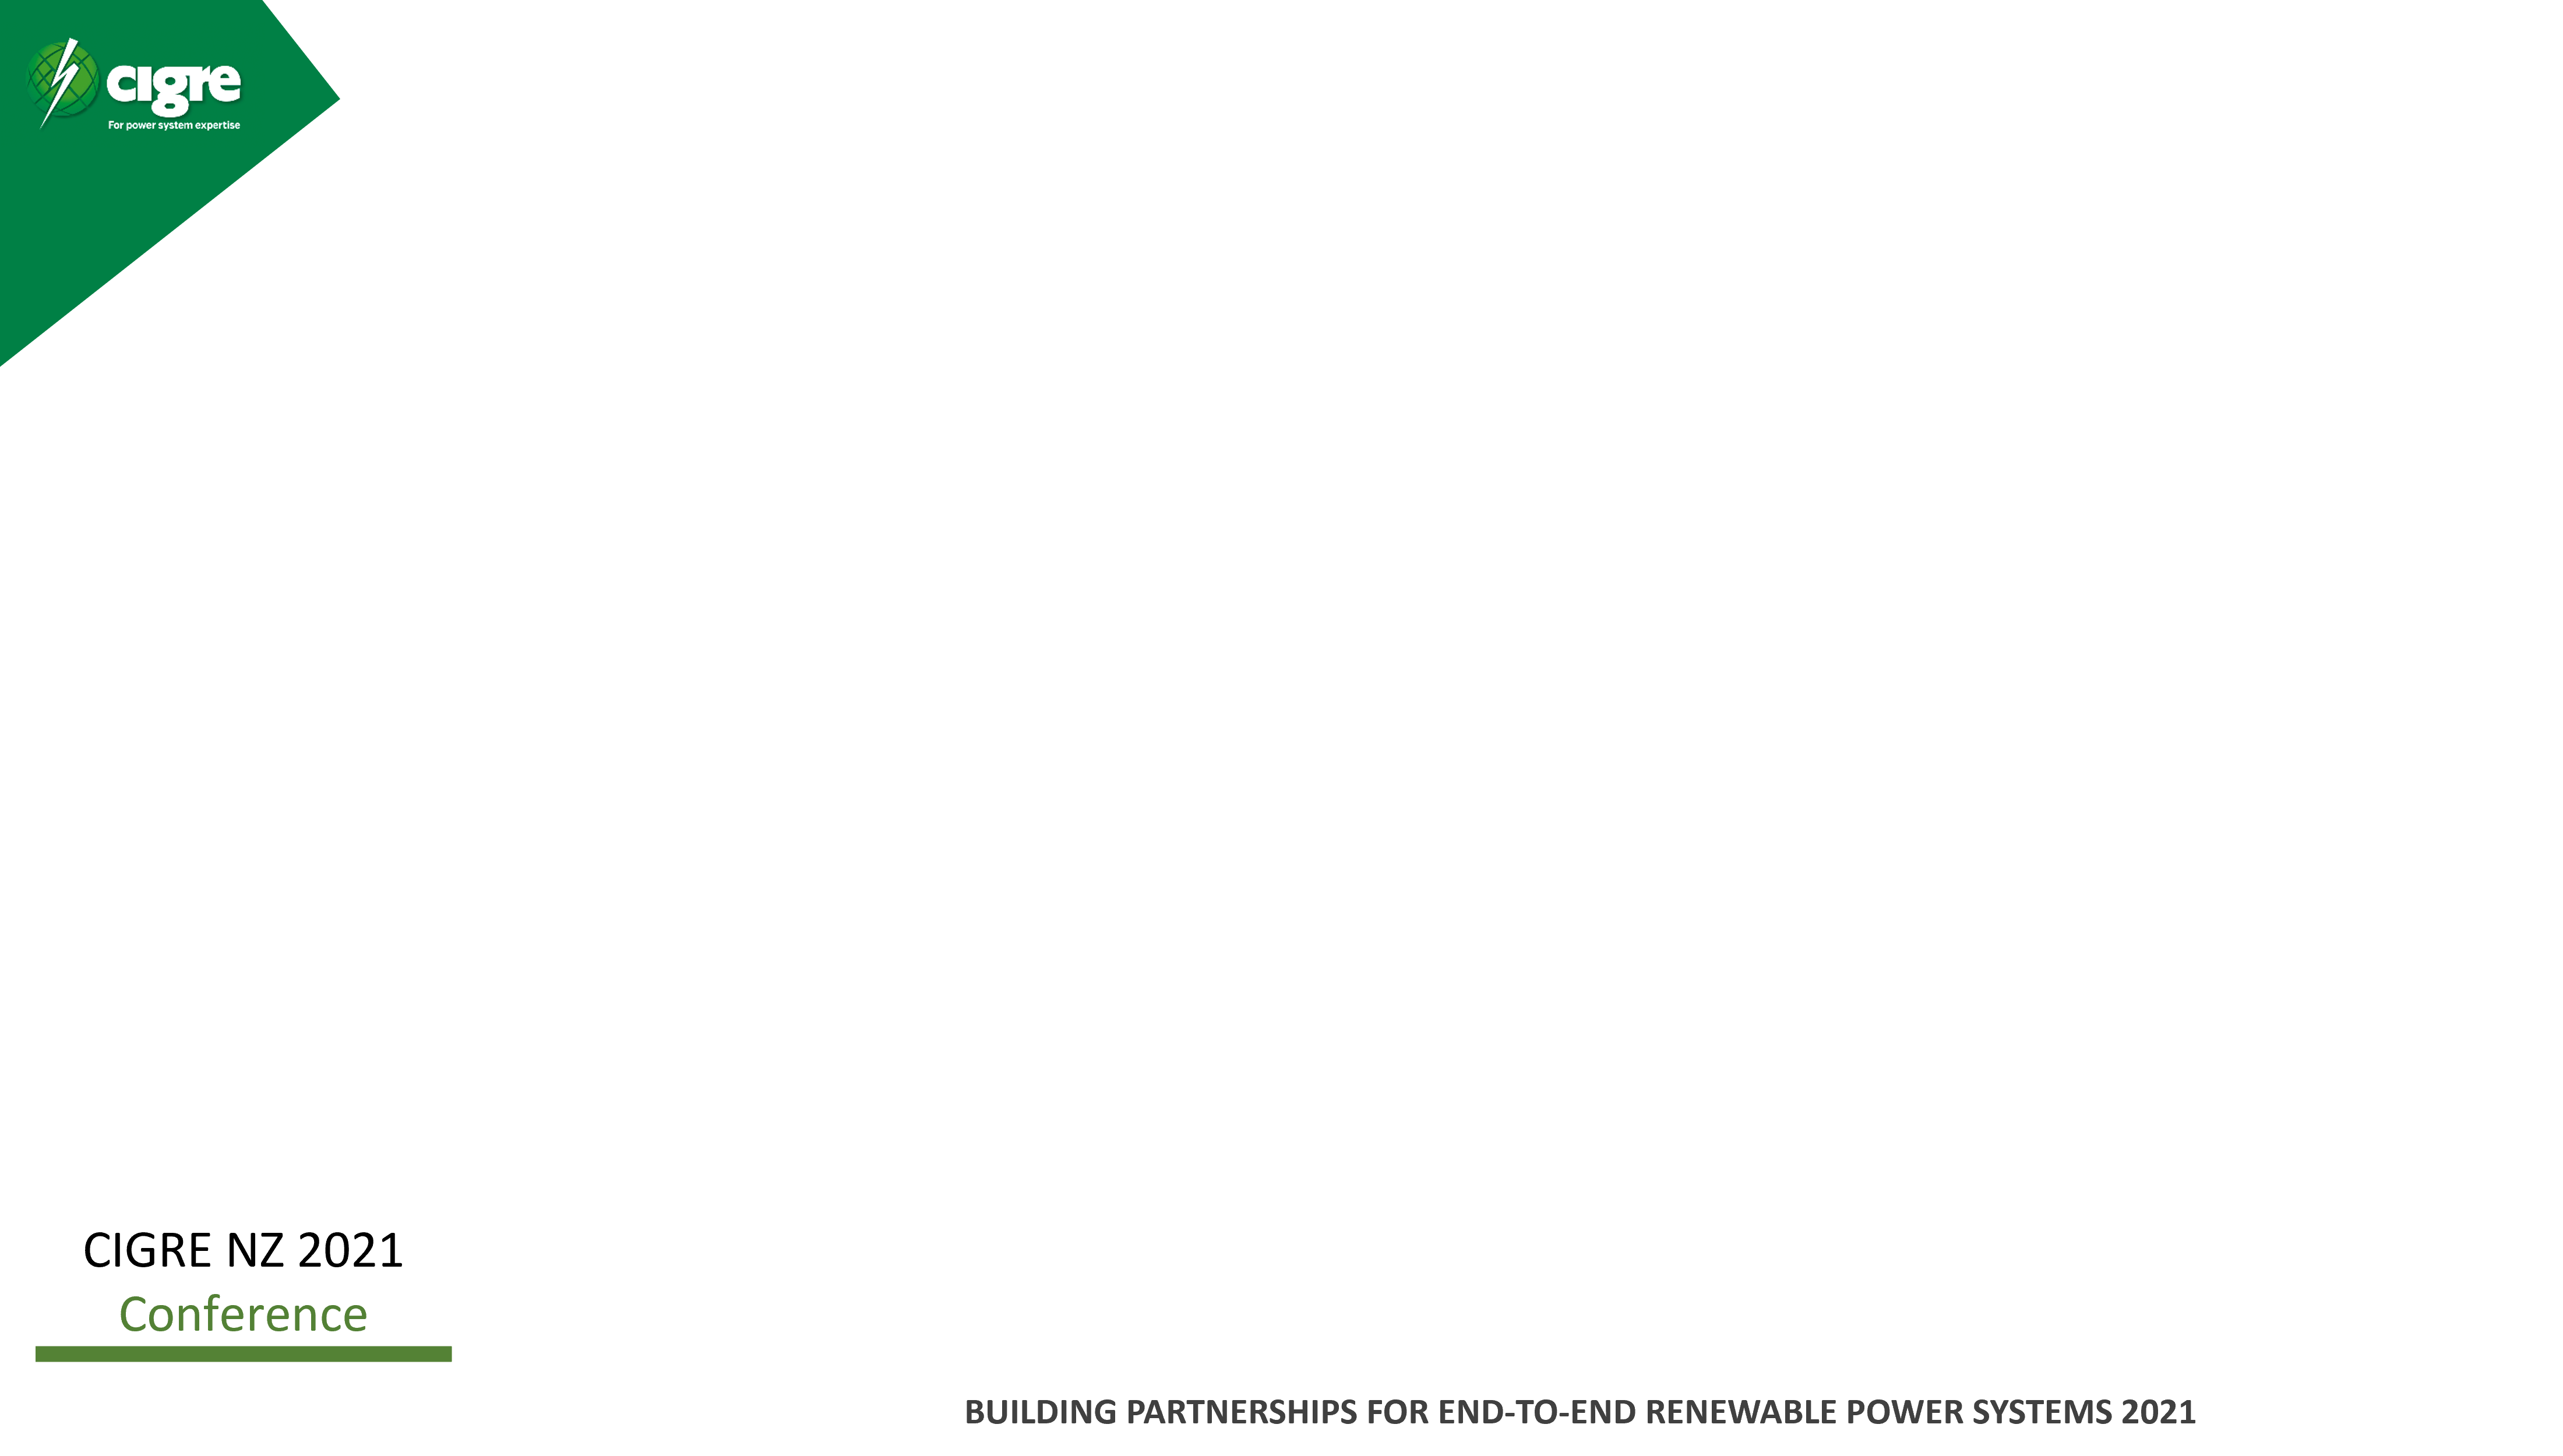 cigre
For power system expertise
CIGRE NZ 2021
Conference
BUILDING PARTNERSHIPS FOR END-TO-END RENEWABLE POWER SYSTEMS 2021